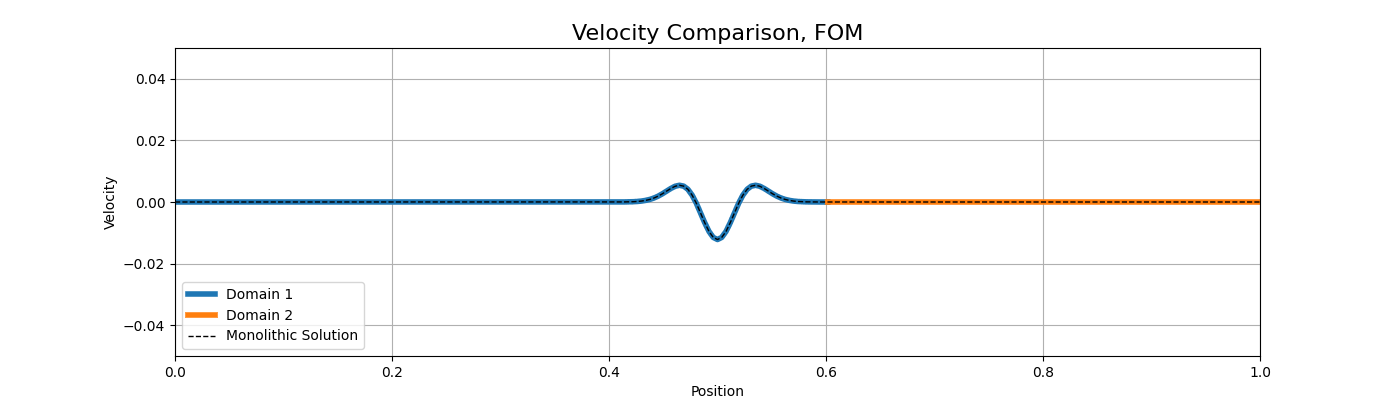 Velocity Comparison, FOM
0.04
0.02
0.00
−0.02
−0.04
Velocity
Domain 1
Domain 2
Monolithic Solution
0.0 0.2 0.4 0.6 0.8 1.0
Position